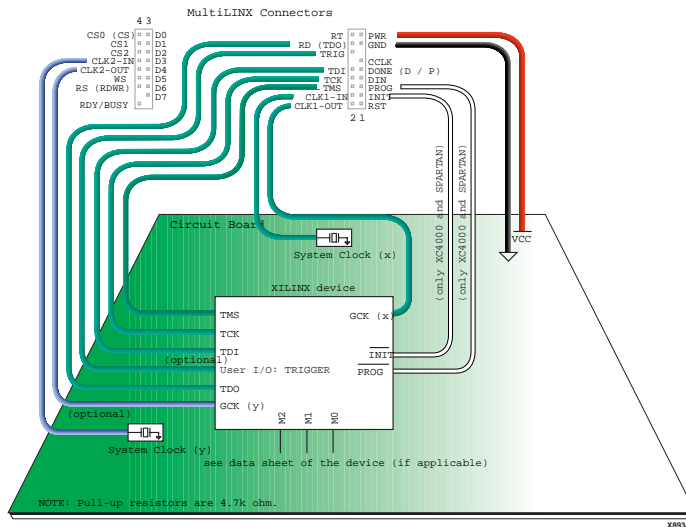 MultiLINX Connectors
4 3
CS0 (CS) D0
CS1 D1
CS2 D2
CLK2-IN D3
CLK2-OUT D4
WS D5
RS (RDWR) D6
D7
RDY/BUSY
RT PWR
RD (TDO) GND
TRIG
CCLK
TDI DONE (D / P)
TCK DIN
TMS PROG
CLK1-IN INIT
CLK1-OUT RST
2 1
(only XC4000 and SPARTAN)
(only XC4000 and SPARTAN)
VCC
Circuit Board
System Clock (x)
XILINX device
TMS
GCK (x)
TCK
TDI
INIT
(optional)
User I/O: TRIGGER
PROG
TDO
GCK (y)
(optional)
M2 M1 M0
System Clock (y)
see data sheet of the device (if applicable)
NOTE: Pull-up resistors are 4.7k ohm.